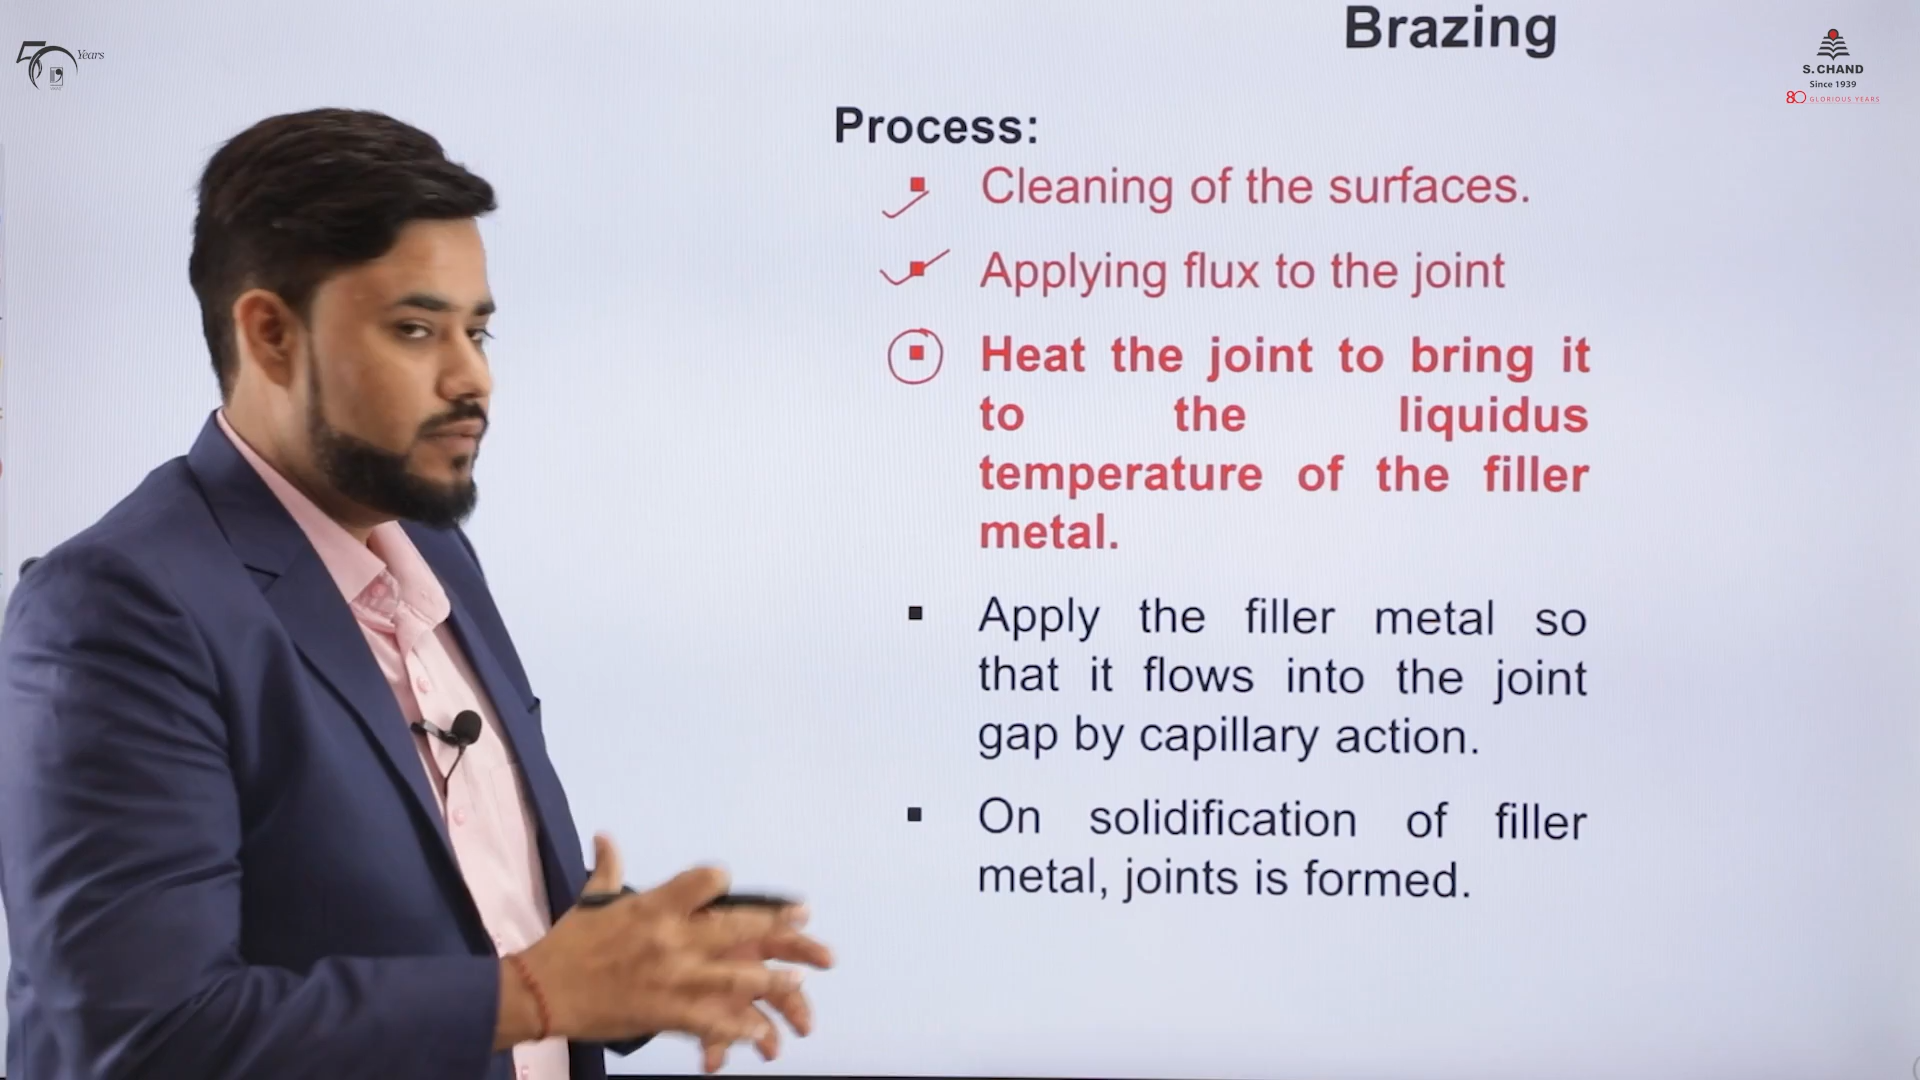 Brazing
50 Years
S. CHAND
Since 1939
80 GLORIOUS YEARS
Process:
Cleaning of the surfaces.
Applying flux to the joint
Heat the joint to bring it
to the liquidus
temperature of the filler
metal.
Apply the filler metal so
that it flows into the joint
gap by capillary action.
On solidification of filler
metal, joints is formed.